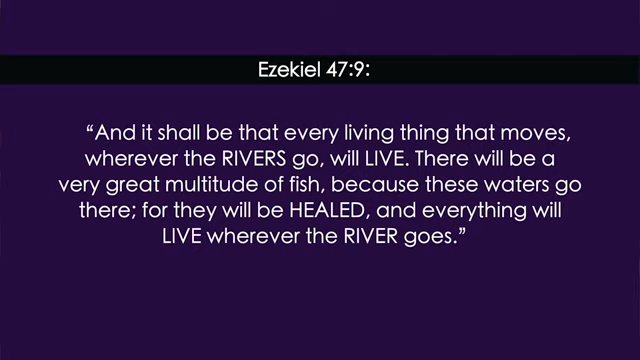 Ezekiel 47:9:
“And it shall be that every living thing that moves,
wherever the RIVERS go, will LIVE. There will be a
very great multitude of fish, because these waters go
there; for they will be HEALED, and everything will
LIVE wherever the RIVER goes.”